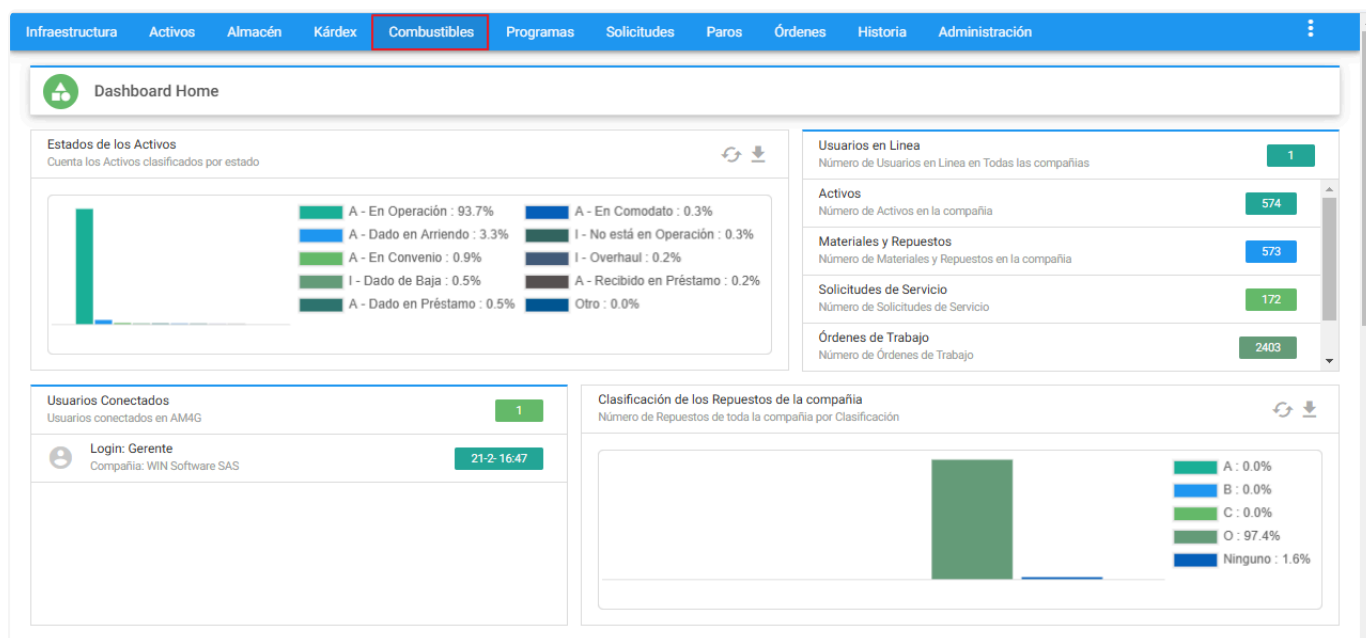 Infraestructura Activos Almacén Kárdex Combustibles Programas Solicitudes Paros Órdenes Historia Administración
Dashboard Home
Estados de los Activos
Cuenta los Activos clasificados por estado
A - En Operación : 93.7%
A - Dado en Arriendo : 3.3%
A - En Convenio : 0.9%
I - Dado de Baja : 0.5%
A - Dado en Préstamo : 0.5%
A - En Comodato : 0.3%
I - No está en Operación : 0.3%
I - Overhaul : 0.2%
A - Recibido en Préstamo : 0.2%
Otro : 0.0%
Usuarios en Linea
Número de Usuarios en Linea en Todas las compañias
1
Activos
Número de Activos en la compañia
574
Materiales y Repuestos
Número de Materiales y Repuestos en la compañia
573
Solicitudes de Servicio
Número de Solicitudes de Servicio
172
Órdenes de Trabajo
Número de Órdenes de Trabajo
2403
Usuarios Conectados
Usuarios conectados en AM4G
1
Login: Gerente
Compañia: WIN Software SAS
21-2- 16:47
Clasificación de los Repuestos de la compañia
Número de Repuestos de toda la compañia por Clasificación
A : 0.0%
B : 0.0%
C : 0.0%
O : 97.4%
Ninguno : 1.6%